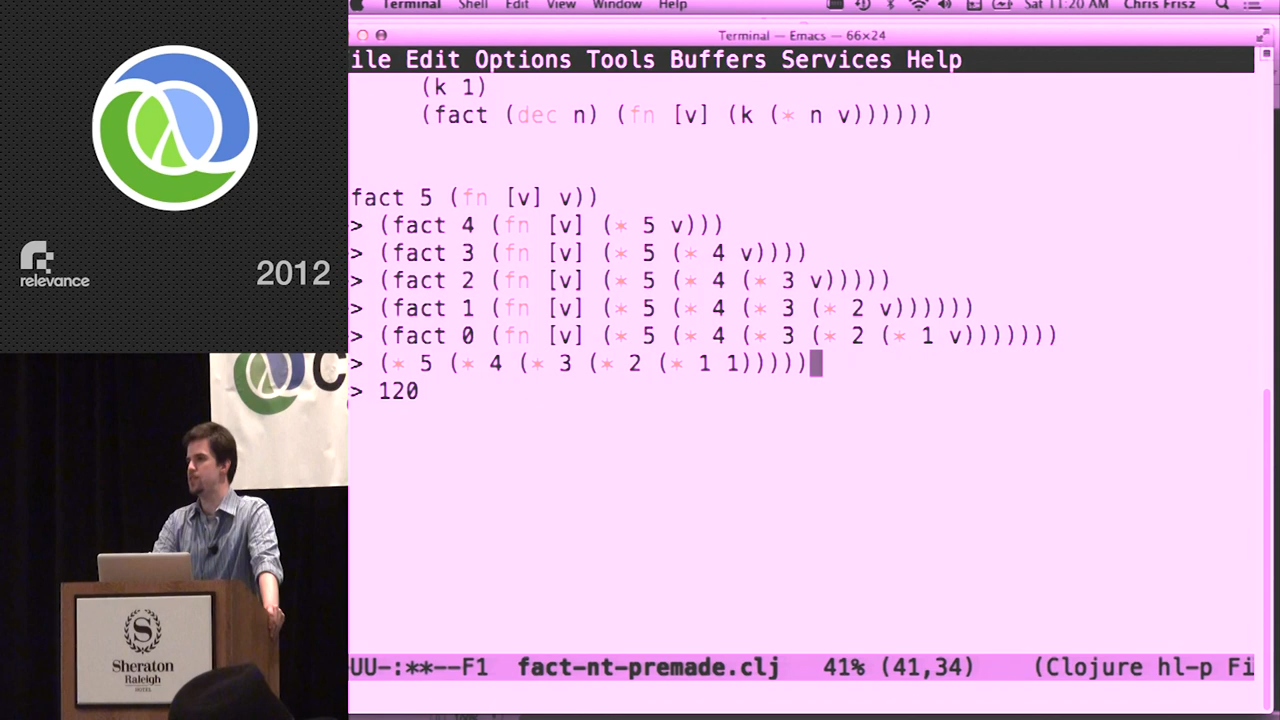 Terminal Shell Edit View Window Help Sat 11:20 AM Chris Frisz
Terminal — Emacs — 66×24
ile Edit Options Tools Buffers Services Help
(k 1)
(fact (dec n) (fn [v] (k (* n v))))))
fact 5 (fn [v] v))
> (fact 4 (fn [v] (* 5 v)))
> (fact 3 (fn [v] (* 5 (* 4 v))))
> (fact 2 (fn [v] (* 5 (* 4 (* 3 v)))))
> (fact 1 (fn [v] (* 5 (* 4 (* 3 (* 2 v))))))
> (fact 0 (fn [v] (* 5 (* 4 (* 3 (* 2 (* 1 v)))))))
> (* 5 (* 4 (* 3 (* 2 (* 1 1)))))
> 120
UU-:**--F1 fact-nt-premade.clj 41% (41,34) (Clojure hl-p Fi
relevance
2012
C
S
Sheraton
Raleigh
HOTEL